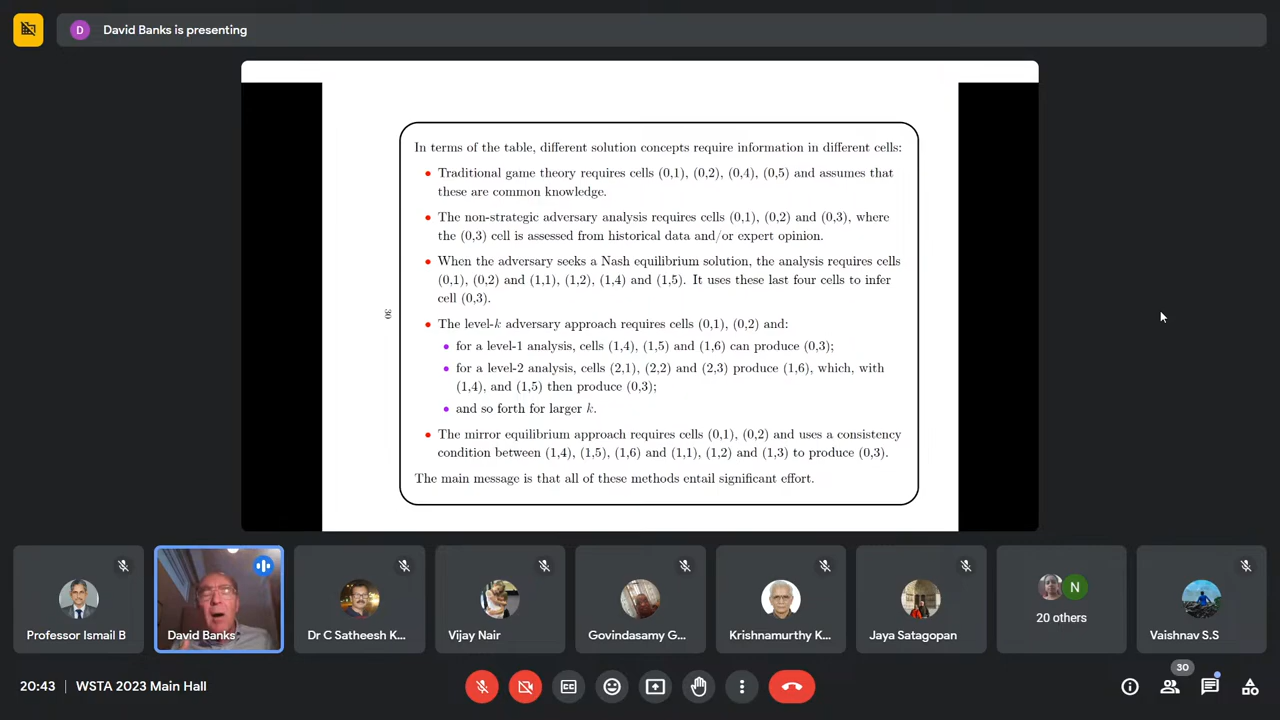 D
David Banks is presenting
In terms of the table, different solution concepts require information in different cells:
Traditional game theory requires cells (0,1), (0,2), (0,4), (0,5) and assumes that
these are common knowledge.
The non-strategic adversary analysis requires cells (0,1), (0,2) and (0,3), where
the (0,3) cell is assessed from historical data and/or expert opinion.
When the adversary seeks a Nash equilibrium solution, the analysis requires cells
(0,1), (0,2) and (1,1), (1,2), (1,4) and (1,5). It uses these last four cells to infer
cell (0,3).
The level-k adversary approach requires cells (0,1), (0,2) and:
for a level-1 analysis, cells (1,4), (1,5) and (1,6) can produce (0,3);
for a level-2 analysis, cells (2,1), (2,2) and (2,3) produce (1,6), which, with
(1,4), and (1,5) then produce (0,3);
and so forth for larger k.
The mirror equilibrium approach requires cells (0,1), (0,2) and uses a consistency
condition between (1,4), (1,5), (1,6) and (1,1), (1,2) and (1,3) to produce (0,3).
The main message is that all of these methods entail significant effort.
30
Professor Ismail B
David Banks
Dr C Satheesh K...
Vijay Nair
Govindasamy G...
Krishnamurthy K...
Jaya Satagopan
N
20 others
Vaishnav S.S
20:43 | WSTA 2023 Main Hall
CC
30